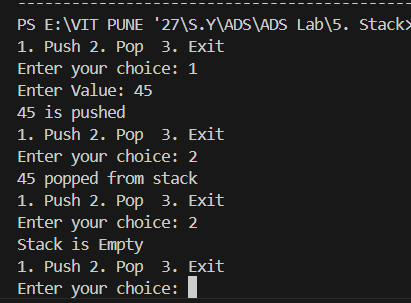 --------------------------------------------------
PS E:\VIT PUNE '27\S.Y\ADS\ADS Lab\5. Stack>
1. Push 2. Pop  3. Exit
Enter your choice: 1
Enter Value: 45
45 is pushed
1. Push 2. Pop  3. Exit
Enter your choice: 2
45 popped from stack
1. Push 2. Pop  3. Exit
Enter your choice: 2
Stack is Empty
1. Push 2. Pop  3. Exit
Enter your choice: